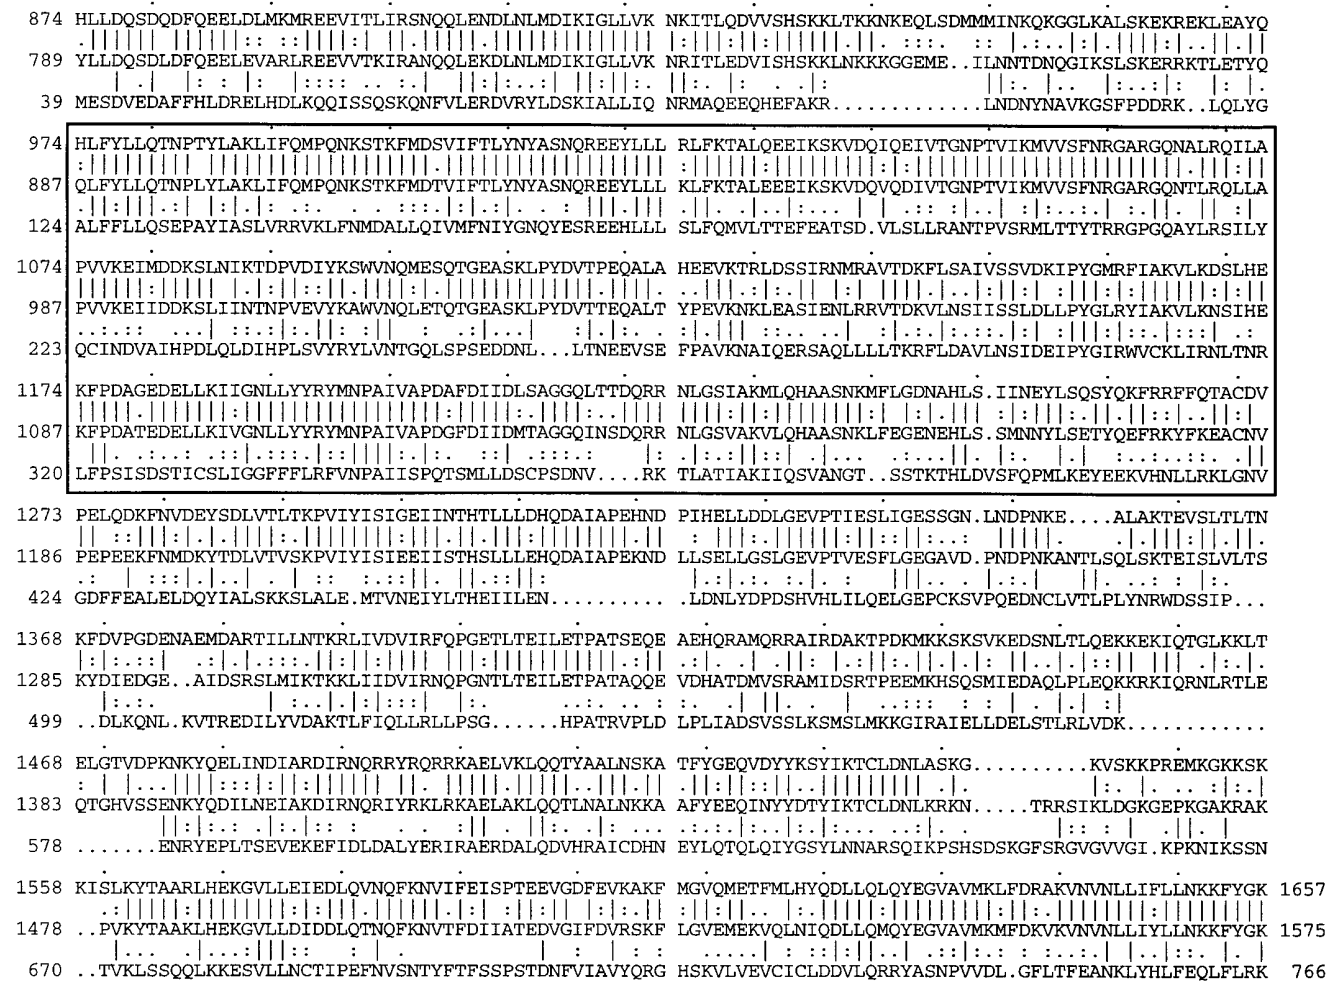 874 HLLDQSDQDFQEELDLMKMREEVITLIRSNQQLENDLNLMDIKIGLLVK NKITLQDVVSHSKKLTKKNKEQLSDMMMINKQKGGLKALSKEKREKLEAYQ
789 YLLDQSDLDFQEELEVARLREEVVTKIRANQQLEKDLNLMDIKIGLLVK NRITLEDVISHSKKLNKKKGGEME..ILNNTDNQGIKSLSKERRKTLETYQ
39 MESDVEDAFFHLDRELHDLKQQISSQSKQNFVLERDVRYLDSKIALLIQ NRMAQEEQHEFAKR.............LNDNYNAVKGSFPDDRK..LQLYG
974 HLFYLLQTNPTYLAKLIFQMPQNKSTKFMDSVIFTLYNYASNQREEYLLL RLFKTALQEEIKSKVDQIQEIVTGNPTVIKMVVSFNRGARGQNALRQILA
887 QLFYLLQTNPLYLAKLIFQMPQNKSTKFMDTVIFTLYNYASNQREEYLLL KLFKTALEEEIKSKVDQVQDIVTGNPTVIKMVVSFNRGARGQNTLRQLLA
124 ALFFLLQSEPAYIASLVRRVKLFNMDALLQIVMFNIYGNQYESREEHLLL SLFQMVLTTEFEATSD.VLSLLRANTPVSRMLTTYTRRGPGQAYLRSILY
1074 PVVKEIMDDKSLNIKTDPVDIYKSWVNQMESQTGEASKLPYDVTPEQALA HEEVKTRLDSSIRNMRAVTDKFLSAIVSSVDKIPYGMRFIAKVLKDSLHE
987 PVVKEIIDDKSLIINTNPVEVYKAWVNQLETQTGEASKLPYDVTTEQALT YPEVKNKLEASIENLRRVTDKVLNSIISSLDLLPYGLRYIAKVLKNSIHE
223 QCINDVAIHPDLQLDIHPLSVYRYLVNTGQLSPSEDDNL...LTNEEVSE FPAVKNAIQERSAQLLLLTKRFLDAVLNSIDEIPYGIRWVCKLIRNLTNR
1174 KFPDAGEDELLKIIGNLLYYRYMNPAIVAPDAFDIIDLSAGGQLTTDQRR NLGSIAKMLQHAASNKMFLGDNAHLS.IINEYLSQSYQKFRRFFQTACDV
1087 KFPDATEDELLKIVGNLLYYRYMNPAIVAPDGFDIIDMTAGGQINSDQRR NLGSVAKVLQHAASNKLFEGENEHLS.SMNNYLSETYQEFRKYFKEACNV
320 LFPSISDSTICSLIGGFFFLRFVNPAIISPQTSMLLDSCPSDNV....RK TLATIAKIIQSVANGT..SSTKTHLDVSFQPMLKEYEEKVHNLLRKLGNV
1273 PELQDKFNVDEYSDLVTLTKPVIYISIGEIINTHTLLLDHQDAIAPEHND PIHELLDDLGEVPTIESLIGESSGN.LNDPNKE....ALAKTEVSLTLTN
1186 PEPEEKFNMDKYTDLVTVSKPVIYISIEEIISTHSLLLEHQDAIAPEKND LLSELLGSLGEVPTVESFLGEGAVD.PNDPNKANTLSQLSKTEISLVLTS
424 GDFFEALELDQYIALSKKSLALE.MTVNEIYLTHEIILEN.......... .LDNLYDPDSHVHLILQELGEPCKSVPQEDNCLVTLPLYNRWDSSIP...
1368 KFDVPGDENAEMDARTILLNTKRLIVDVIRFQPGETLTEILETPATSEQE AEHQRAMQRRAIRDAKTPDKMKKSKSVKEDSNLTLQEKKEKIQTGLKKLT
1285 KYDIEDGE..AIDSRSLMIKTKKLIIDVIRNQPGNTLTEILETPATAQQE VDHATDMVSRAMIDSRTPEEMKHSQSMIEDAQLPLEQKKRKIQRNLRTLE
499 ..DLKQNL.KVTREDILYVDAKTLFIQLLRLLPSG......HPATRVPLD LPLIADSVSSLKSMSLMKKGIRAIELLDELSTLRLVDK............
1468 ELGTVDPKNKYQELINDIARDIRNQRRYRQRRKAELVKLQQTYAALNSKA TFYGEQVDYYKSYIKTCLDNLASKG..........KVSKKPREMKGKKSK
1383 QTGHVSSENKYQDILNEIAKDIRNQRIYRKLRKAELAKLQQTLNALNKKA AFYEEQINYYDTYIKTCLDNLKRKN.....TRRSIKLDGKGEPKGAKRAK
578 .......ENRYEPLTSEVEKEFIDLDALYERIRAERDALQDVHRAICDHN EYLQTQLQIYGSYLNNARSQIKPSHSDSKGFSRGVGVVGI.KPKNIKSSN
1558 KISLKYTAARLHEKGVLLEIEDLQVNQFKNVIFEISPTEEVGDFEVKAKF MGVQMETFMLHYQDLLQLQYEGVAVMKLFDRAKVNVNLLIFLLNKKFYGK 1657
1478 ..PVKYTAAKLHEKGVLLDIDDLQTNQFKNVTFDIIATEDVGIFDVRSKF LGVEMEKVQLNIQDLLQMQYEGVAVMKMFDKVKVNVNLLIYLLNKKFYGK 1575
670 ..TVKLSSQQLKKESVLLNCTIPEFNVSNTYFTFSSPSTDNFVIAVYQRG HSKVLVEVCICLDDVLQRRYASNPVVDL.GFLTFEANKLYHLFEQLFLRK 766